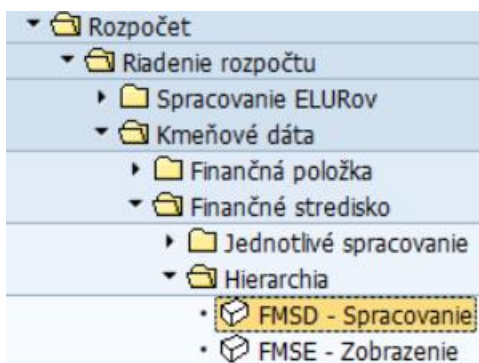 Rozpočet
Riadenie rozpočtu
Spracovanie ELURov
Kmeňové dáta
Finančná položka
Finančné stredisko
Jednotlivé spracovanie
Hierarchia
FMSD - Spracovanie
FMSE - Zobrazenie